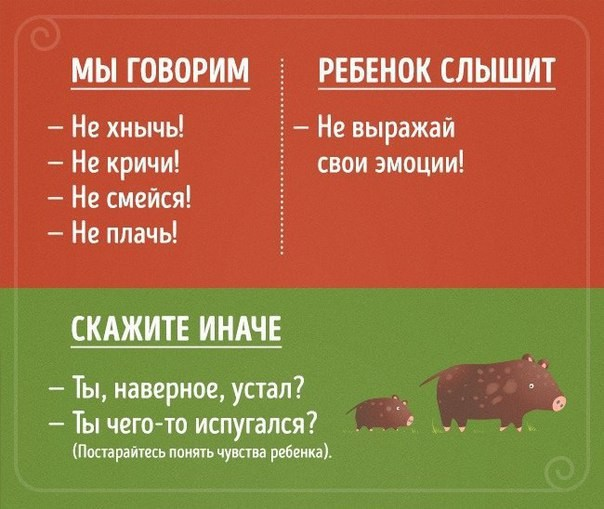 МЫ ГОВОРИМ
– Не хнычь!
– Не кричи!
– Не смейся!
– Не плачь!
РЕБЕНОК СЛЫШИТ
– Не выражай
свои эмоции!
СКАЖИТЕ ИНАЧЕ
– Ты, наверное, устал?
– Ты чего-то испугался?
(Постарайтесь понять чувства ребенка).